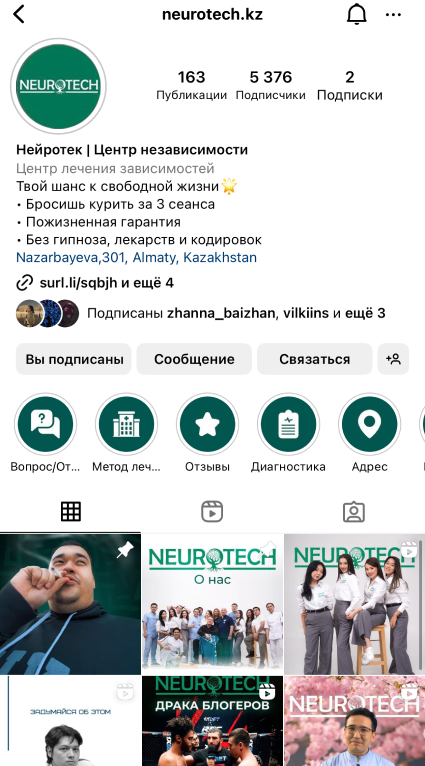 neurotech.kz
NEUROTECH
163
Публикации
5 376
Подписчики
2
Подписки
Нейротек | Центр независимости
Центр лечения зависимостей
Твой шанс к свободной жизни🌟
• Бросишь курить за 3 сеанса
• Пожизненная гарантия
• Без гипноза, лекарств и кодировок
Nazarbayeva,301, Almaty, Kazakhstan
surl.li/sqbjh и ещё 4
Подписаны zhanna_baizhan, vilkiins и ещё 3
Вы подписаны
Сообщение
Связаться
Вопрос/От...
Метод леч...
Отзывы
Диагностика
Адрес
NEUROTECH
О нас
NEUROTECH
ЗАДУМАЙСЯ ОБ ЭТОМ
NEUROTECH
ДРАКА БЛОГЕРОВ
NEUROTECH